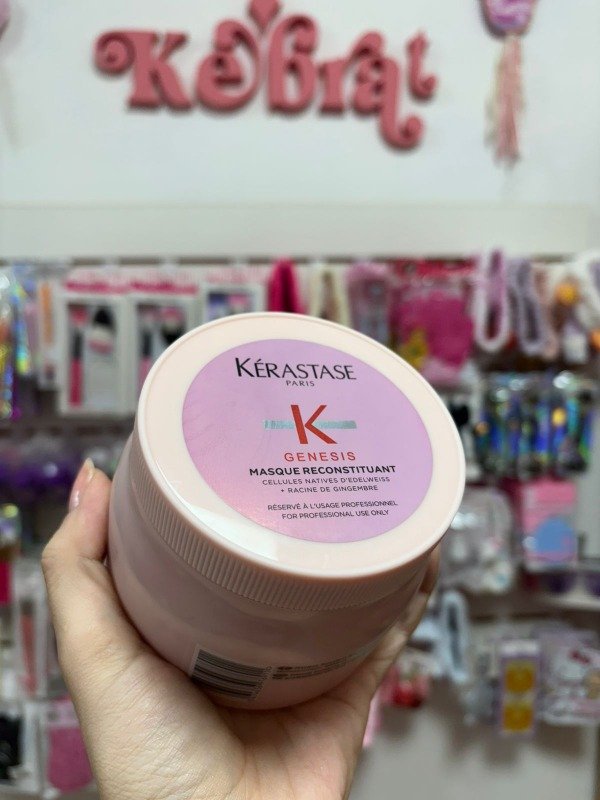 Kebrat
KÉRASTASE
PARIS
K
GENESIS
MASQUE RECONSTITUANT
CELLULES NATIVES D'EDELWEISS
+ RACINE DE GINGEMBRE
RÉSERVÉ À L'USAGE PROFESSIONNEL
FOR PROFESSIONAL USE ONLY